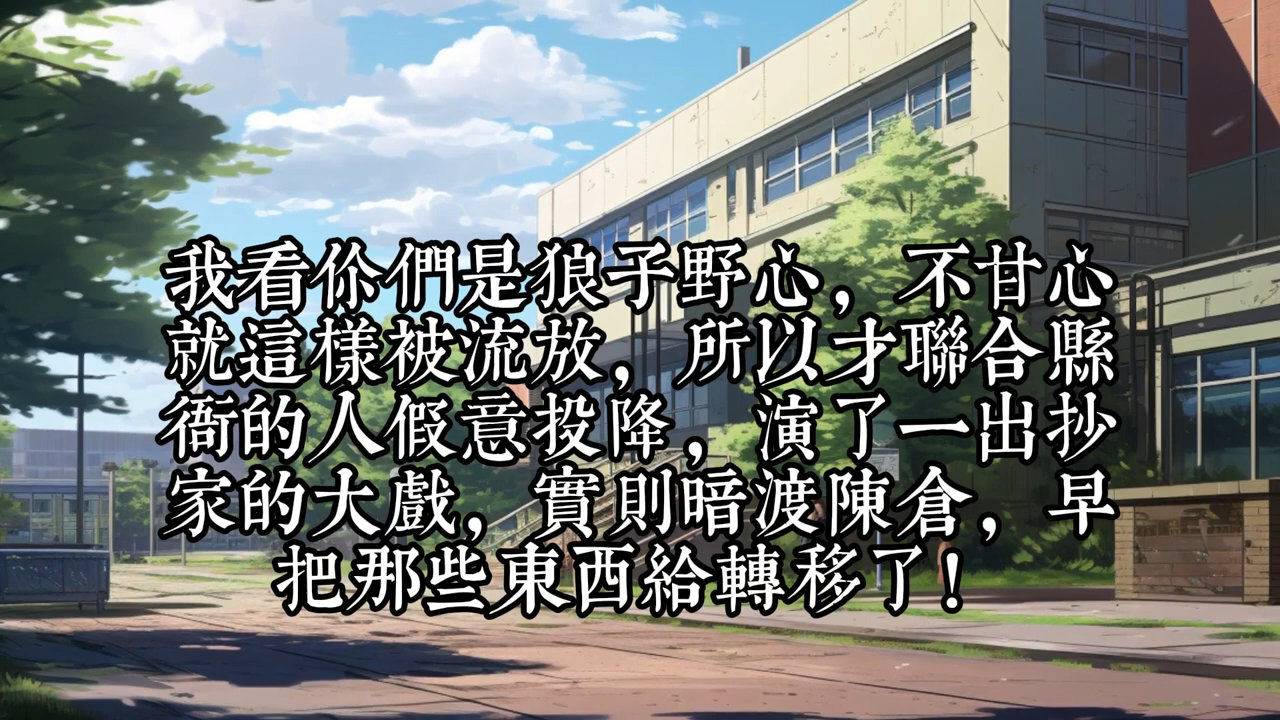 我看你們是狼子野心，不甘心
就這樣被流放，所以才聯合縣
衙的人假意投降，演了一出抄
家的大戲，實則暗渡陳倉，早
把那些東西給轉移了！